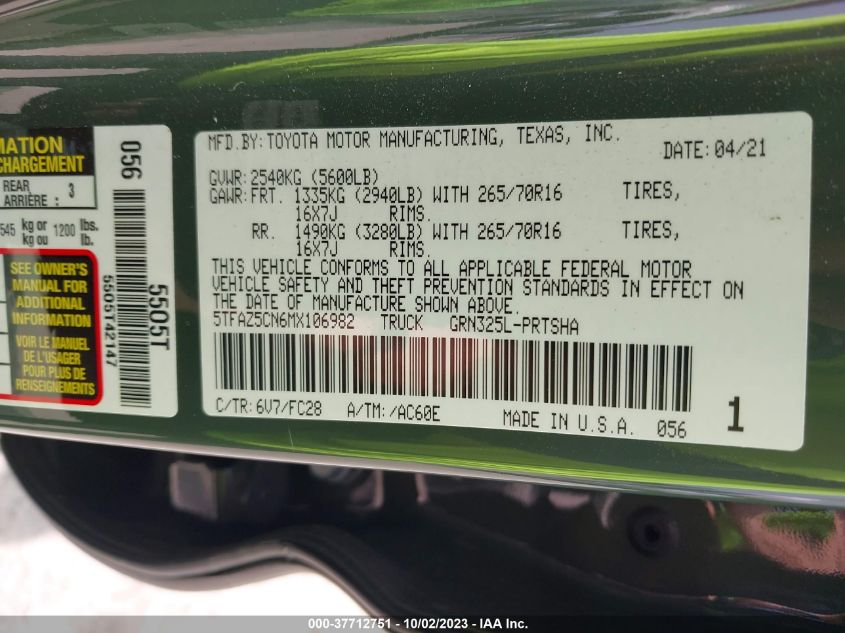 MATION
CHARGEMENT
REAR
ARRIÈRE : 3
545 kg or 1200 lbs.
kg ou lb.
SEE OWNER'S
MANUAL FOR
ADDITIONAL
INFORMATION
VOIR LE MANUEL
DE L'USAGER
POUR PLUS DE
RENSEIGNEMENTS
056
5505T
5505T42147
MFD.BY:TOYOTA MOTOR MANUFACTURING, TEXAS, INC.
DATE:04/21
GVWR:2540KG (5600LB)
GAWR:FRT. 1335KG (2940LB) WITH 265/70R16 TIRES,
16X7J RIMS.
RR. 1490KG (3280LB) WITH 265/70R16 TIRES,
16X7J RIMS.
THIS VEHICLE CONFORMS TO ALL APPLICABLE FEDERAL MOTOR
VEHICLE SAFETY AND THEFT PREVENTION STANDARDS IN EFFECT ON
THE DATE OF MANUFACTURE SHOWN ABOVE.
5TFAZ5CN6MX106982 TRUCK GRN325L-PRTSHA
C/TR:6V7/FC28 A/TM:/AC60E MADE IN U.S.A. 056 1
000-37712751 - 10/02/2023 - IAA Inc.